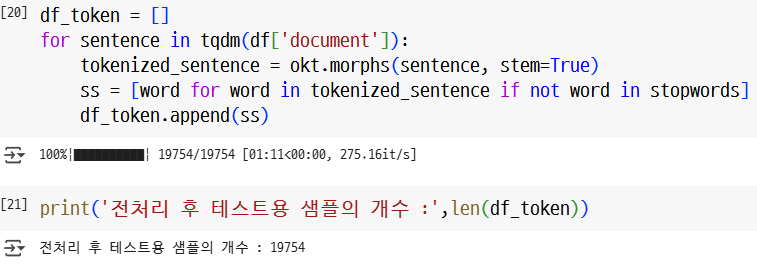 [20] df_token = []
for sentence in tqdm(df['document']):
    tokenized_sentence = okt.morphs(sentence, stem=True)
    ss = [word for word in tokenized_sentence if not word in stopwords]
    df_token.append(ss)
100%|██████████| 19754/19754 [01:11<00:00, 275.16it/s]
[21] print('전처리 후 테스트용 샘플의 개수 :',len(df_token))
전처리 후 테스트용 샘플의 개수 : 19754